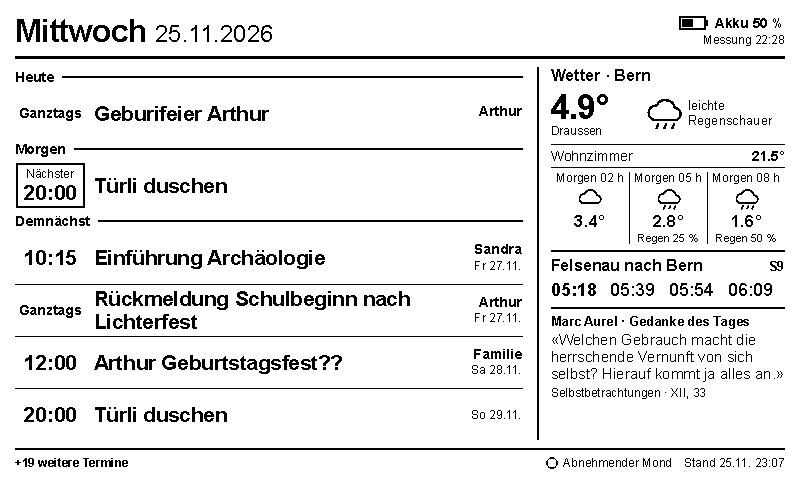 Mittwoch 25.11.2026
Akku 50 %
Messung 22:28
Heute
Ganztags Geburifeier Arthur Arthur
Morgen
Nächster
20:00 Türli duschen
Demnächst
10:15 Einführung Archäologie Sandra
Fr 27.11.
Ganztags Rückmeldung Schulbeginn nach
Lichterfest
Arthur
Fr 27.11.
12:00 Arthur Geburtstagsfest?? Familie
Sa 28.11.
20:00 Türli duschen So 29.11.
+19 weitere Termine
Wetter · Bern
4.9°
Draussen
leichte
Regenschauer
Wohnzimmer 21.5°
Morgen 02 h Morgen 05 h Morgen 08 h
3.4° 2.8° 1.6°
Regen 25 % Regen 50 %
Felsenau nach Bern S9
05:18 05:39 05:54 06:09
Marc Aurel · Gedanke des Tages
«Welchen Gebrauch macht die
herrschende Vernunft von sich
selbst? Hierauf kommt ja alles an.»
Selbstbetrachtungen · XII, 33
Abnehmender Mond Stand 25.11. 23:07